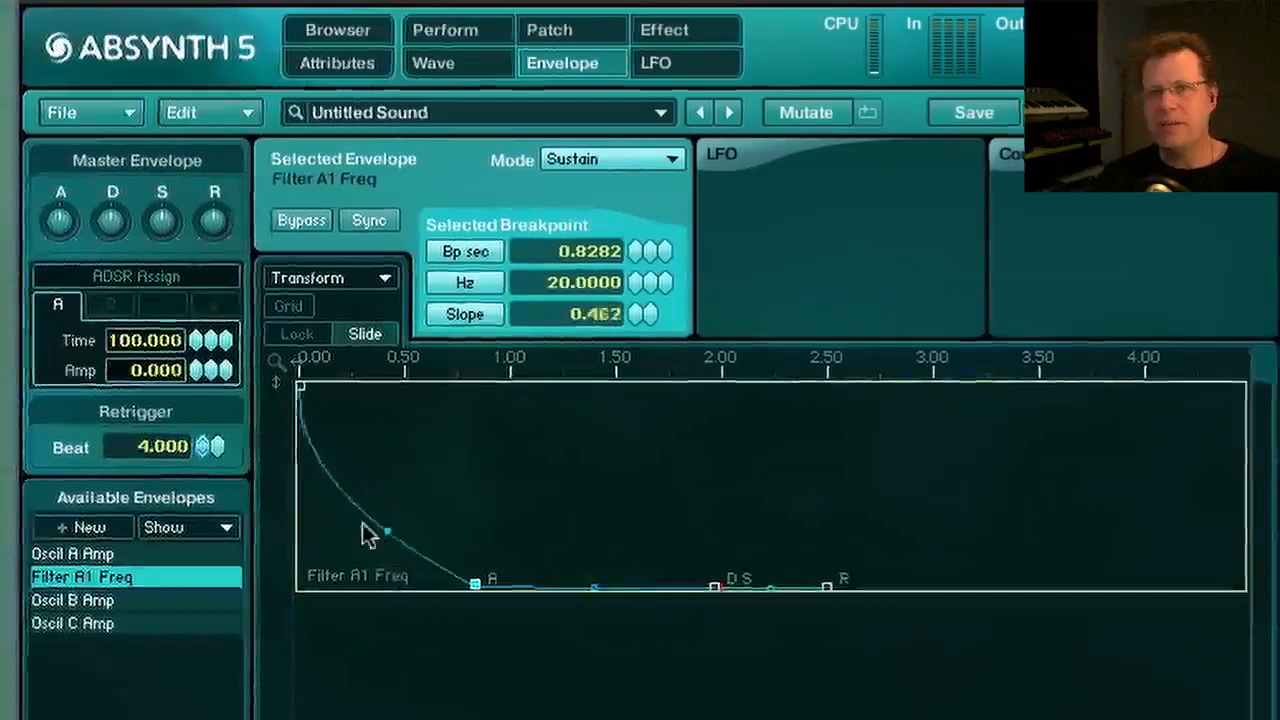 ABSYNTH 5
Browser
Perform
Patch
Effect
Attributes
Wave
Envelope
LFO
CPU
In
File
Edit
Untitled Sound
Mutate
Save
Master Envelope
A D S R
ADSR Assign
A
Time 100.000
Amp 0.000
Retrigger
Beat 4.000
Available Envelopes
+ New
Show
Oscil A Amp
Filter A1 Freq
Oscil B Amp
Oscil C Amp
Selected Envelope
Filter A1 Freq
Mode Sustain
Bypass
Sync
Selected Breakpoint
Bp sec 0.8282
Hz 20.0000
Slope 0.462
Transform
Grid
Lock
Slide
LFO
0.00 0.50 1.00 1.50 2.00 2.50 3.00 3.50 4.00
Filter A1 Freq
A
D S
R